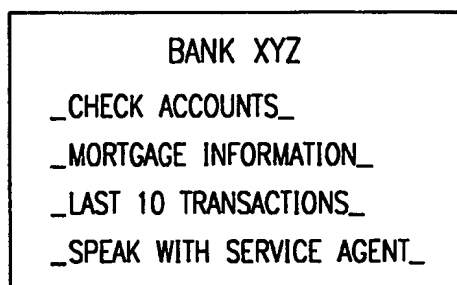 BANK XYZ
_CHECK ACCOUNTS_
_MORTGAGE INFORMATION_
_LAST 10 TRANSACTIONS_
_SPEAK WITH SERVICE AGENT_